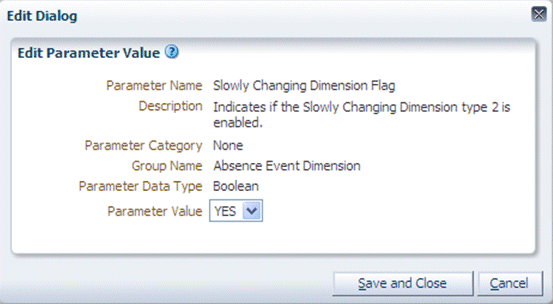 Edit Dialog
Edit Parameter Value
Parameter Name Slowly Changing Dimension Flag
Description Indicates if the Slowly Changing Dimension type 2 is
enabled.
Parameter Category None
Group Name Absence Event Dimension
Parameter Data Type Boolean
Parameter Value YES
Save and Close Cancel